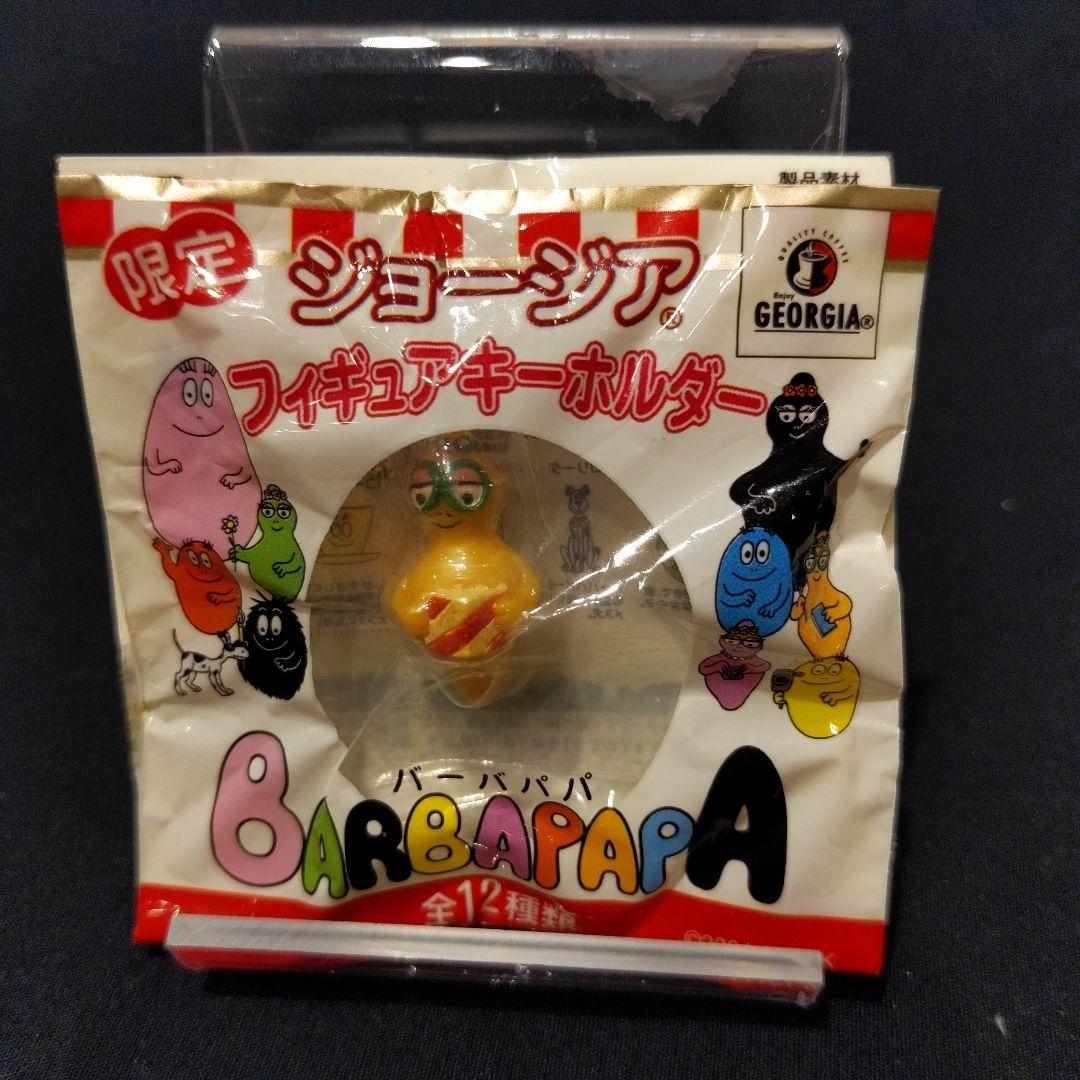 製品素材
限定
ジョージア®
QUALITY COFFEE
Enjoy
GEORGIA®
フィギュアキーホルダー
バーバパパ
BARBAPAPA
全12種類